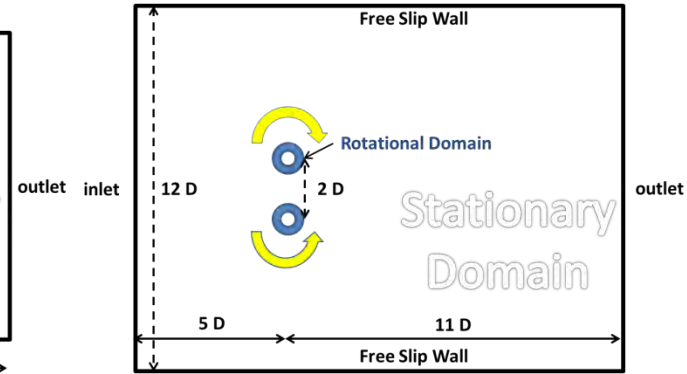 Free Slip Wall
Rotational Domain
outlet
inlet
12 D
2 D
outlet
Stationary
Domain
5 D
11 D
Free Slip Wall